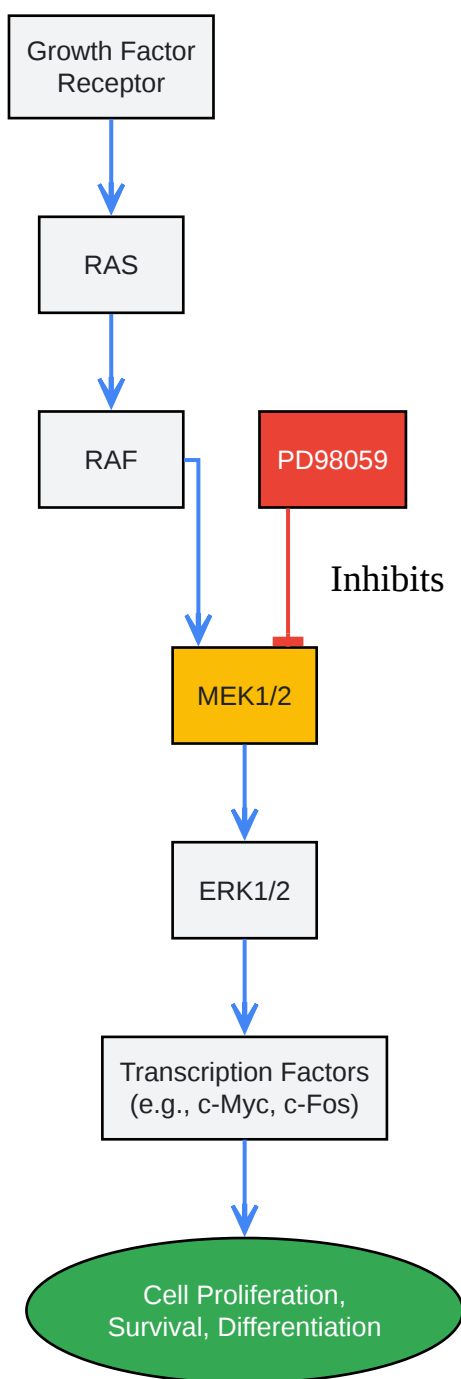 Growth Factor
Receptor
RAS
RAF
PD98059
Inhibits
MEK1/2
ERK1/2
Transcription Factors
(e.g., c-Myc, c-Fos)
Cell Proliferation,
Survival, Differentiation